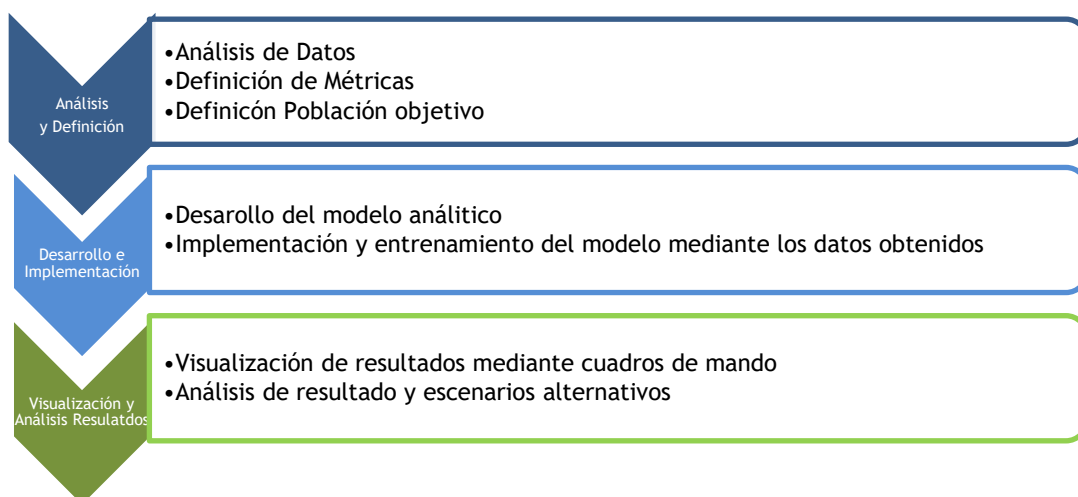 Análisis
y Definición
•Análisis de Datos
•Definición de Métricas
•Definicón Población objetivo
Desarrollo e
Implementación
•Desarollo del modelo análitico
•Implementación y entrenamiento del modelo mediante los datos obtenidos
Visualización y
Análisis Resulatdos
•Visualización de resultados mediante cuadros de mando
•Análisis de resultado y escenarios alternativos